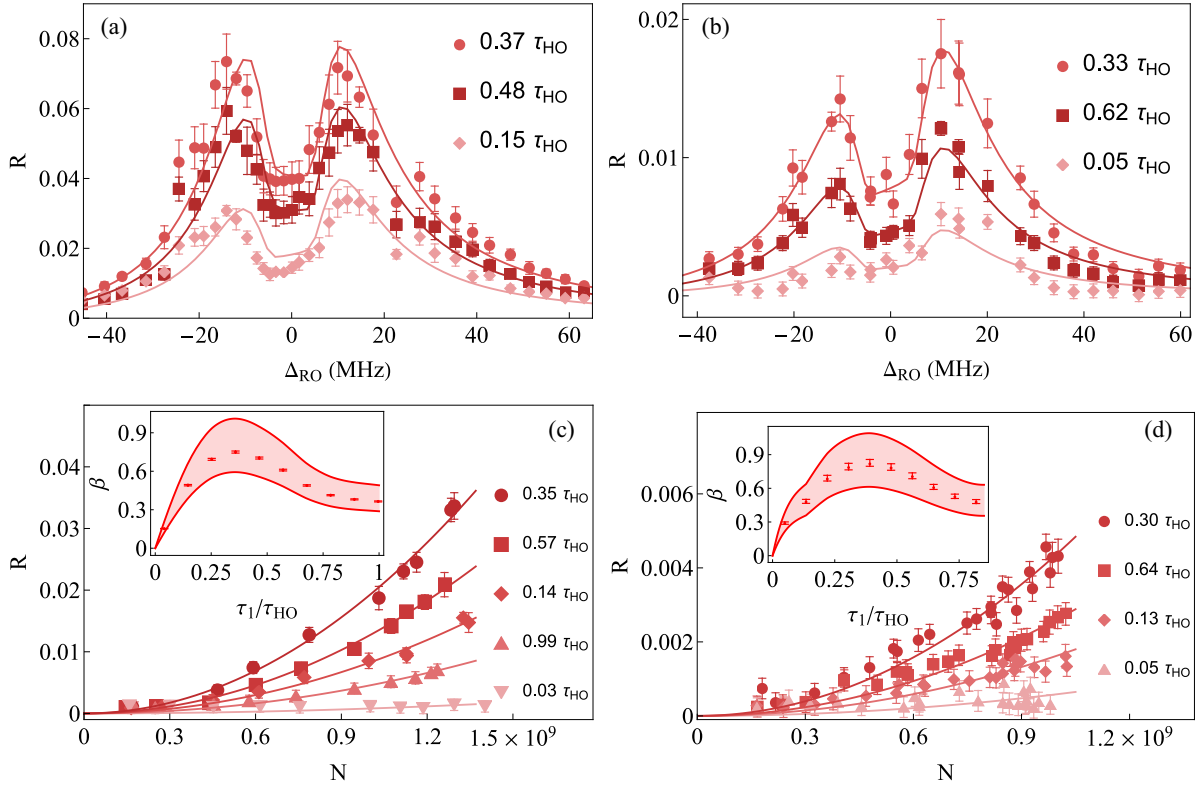 (a)
0.08
0.06
0.04
0.02
0
R
0.37 τHO
0.48 τHO
0.15 τHO
−40 −20 0 20 40 60
ΔRO (MHz)
(b)
0.02
0.01
0
R
0.33 τHO
0.62 τHO
0.05 τHO
−40 −20 0 20 40 60
ΔRO (MHz)
(c)
0.04
0.03
0.02
0.01
0
R
0.9
0.6
0.3
0
β
0 0.25 0.5 0.75 1
τ1/τHO
0.35 τHO
0.57 τHO
0.14 τHO
0.99 τHO
0.03 τHO
0 0.3 0.6 0.9 1.2 1.5 × 10⁹
N
(d)
0.006
0.004
0.002
0
R
0.9
0.6
0.3
0
β
0 0.25 0.5 0.75
τ1/τHO
0.30 τHO
0.64 τHO
0.13 τHO
0.05 τHO
0 0.3 0.6 0.9 1.2 × 10⁹
N